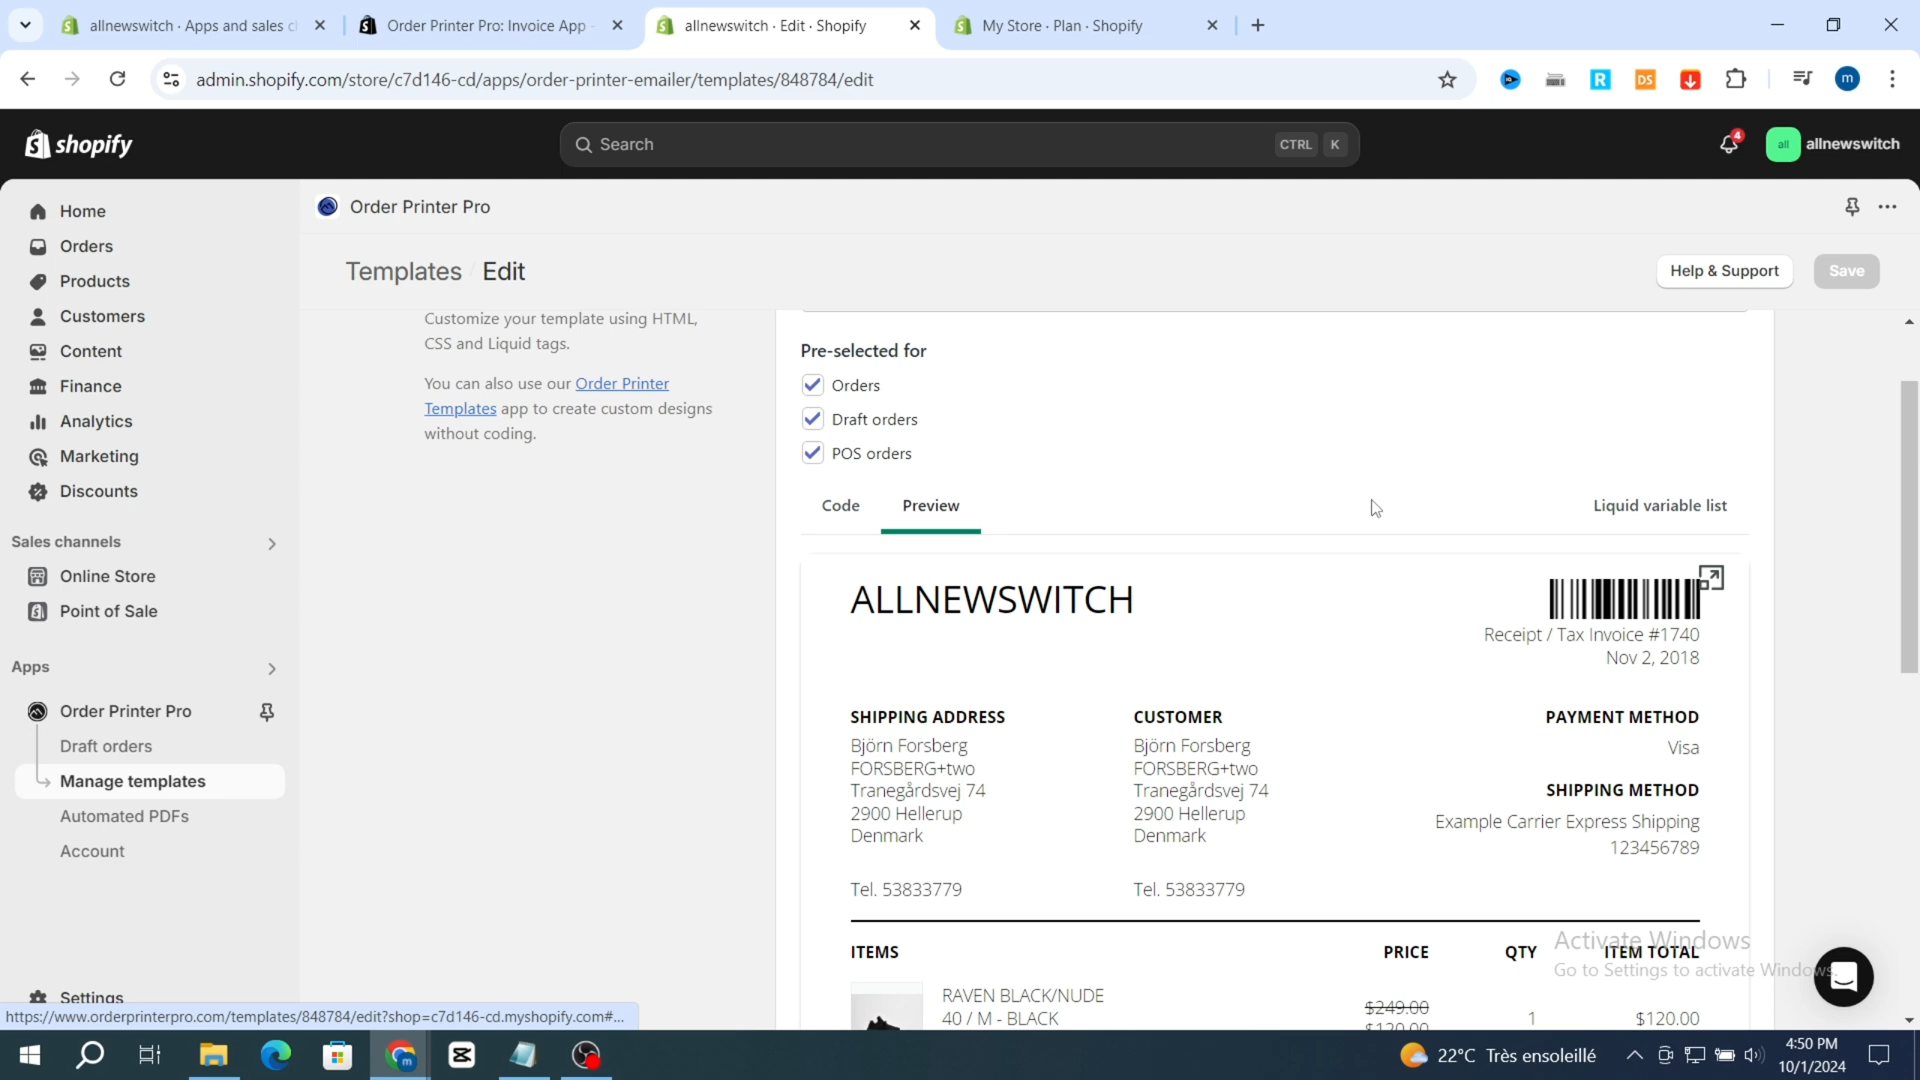 allnewswitch · Apps and sales c
Order Printer Pro: Invoice App
allnewswitch · Edit · Shopify
My Store · Plan · Shopify
admin.shopify.com/store/c7d146-cd/apps/order-printer-emailer/templates/848784/edit
R
DS
m
shopify
Search
CTRL K
4
all
allnewswitch
Home
Orders
Products
Customers
Content
Finance
Analytics
Marketing
Discounts
Sales channels
Online Store
Point of Sale
Apps
Order Printer Pro
Draft orders
Manage templates
Automated PDFs
Account
Settings
Order Printer Pro
Templates Edit
Help & Support
Save
Customize your template using HTML,
CSS and Liquid tags.
You can also use our Order Printer
Templates app to create custom designs
without coding.
Pre-selected for
Orders
Draft orders
POS orders
Code
Preview
Liquid variable list
ALLNEWSWITCH
Receipt / Tax Invoice #1740
Nov 2, 2018
SHIPPING ADDRESS
Björn Forsberg
FORSBERG+two
Tranegårdsvej 74
2900 Hellerup
Denmark
Tel. 53833779
CUSTOMER
Björn Forsberg
FORSBERG+two
Tranegårdsvej 74
2900 Hellerup
Denmark
Tel. 53833779
PAYMENT METHOD
Visa
SHIPPING METHOD
Example Carrier Express Shipping
123456789
ITEMS PRICE QTY ITEM TOTAL
RAVEN BLACK/NUDE
40 / M - BLACK
$249.00
$120.00
1
$120.00
Activate Windows
Go to Settings to activate Windows.
https://www.orderprinterpro.com/templates/848784/edit?shop=c7d146-cd.myshopify.com#...
22°C Très ensoleillé
4:50 PM
10/1/2024